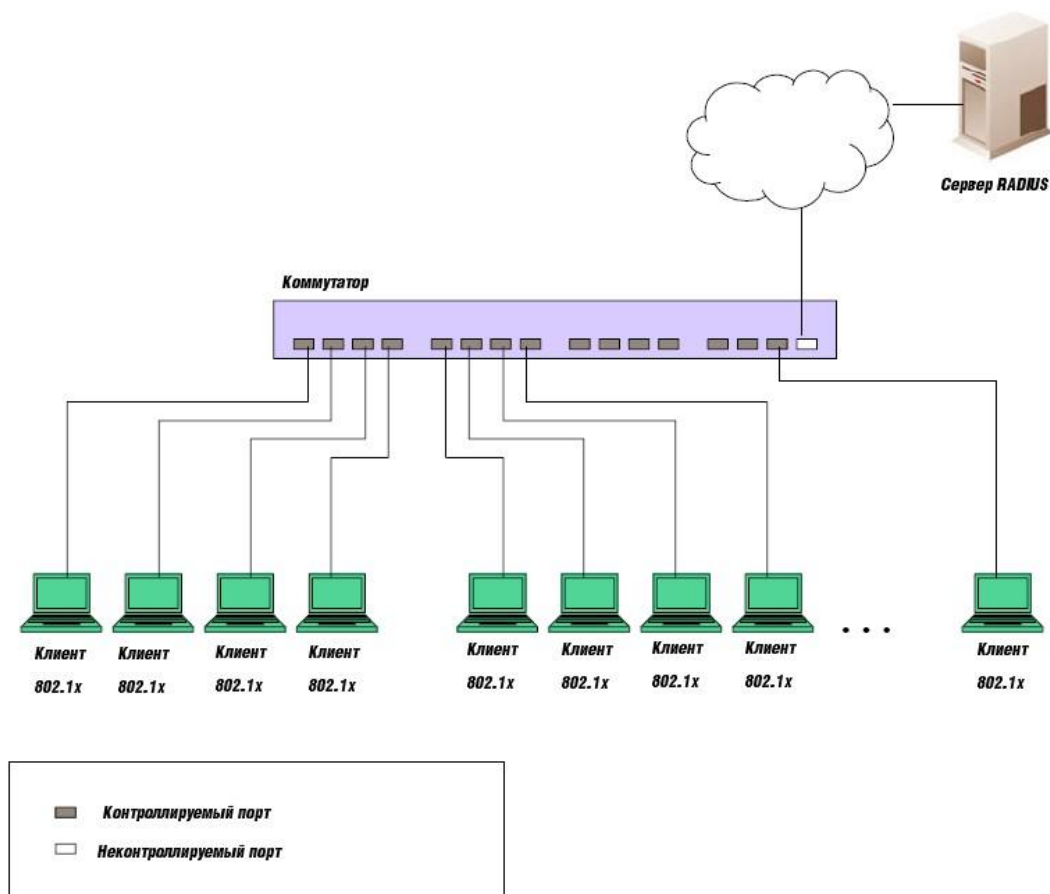 Сервер RADIUS
Коммутатор
Клиент
802.1x
Клиент
802.1x
Клиент
802.1x
Клиент
802.1x
Клиент
802.1x
Клиент
802.1x
Клиент
802.1x
Клиент
802.1x
. . .
Клиент
802.1x
Контроллируемый порт
Неконтроллируемый порт